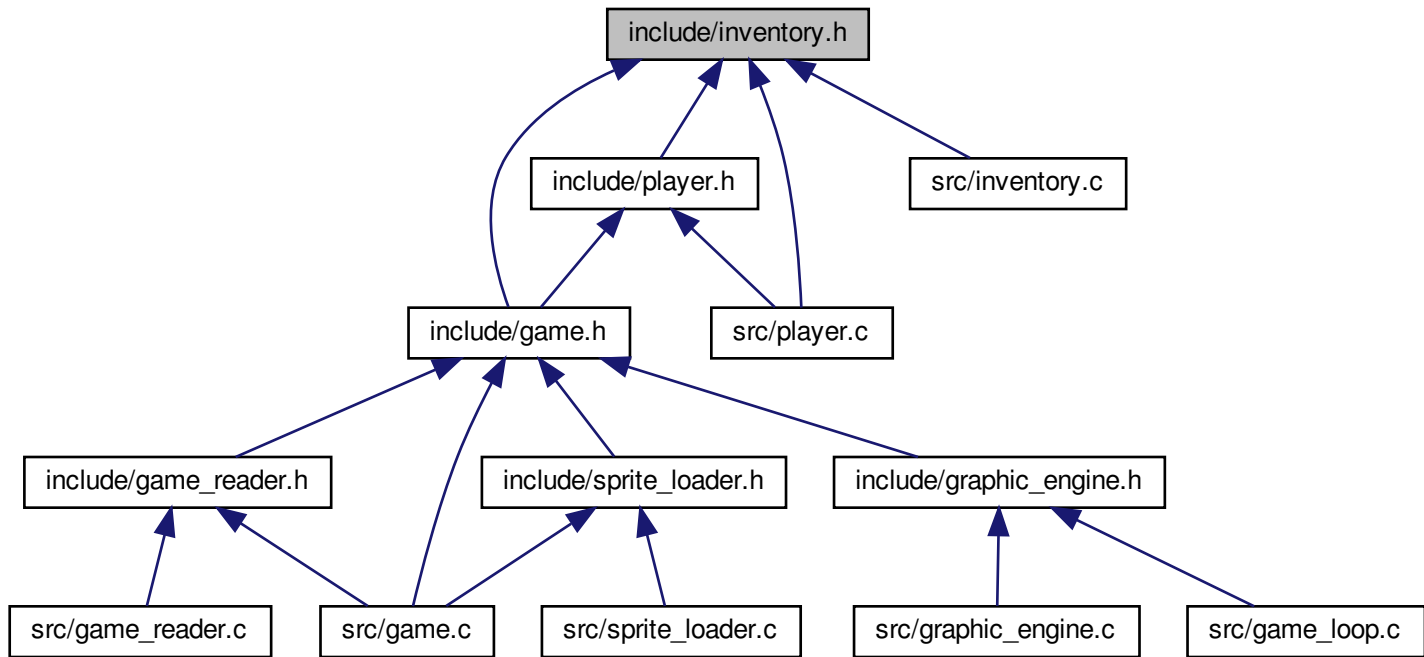 include/inventory.h
include/player.h
src/inventory.c
include/game.h
src/player.c
include/game_reader.h
include/sprite_loader.h
include/graphic_engine.h
src/game_reader.c
src/game.c
src/sprite_loader.c
src/graphic_engine.c
src/game_loop.c